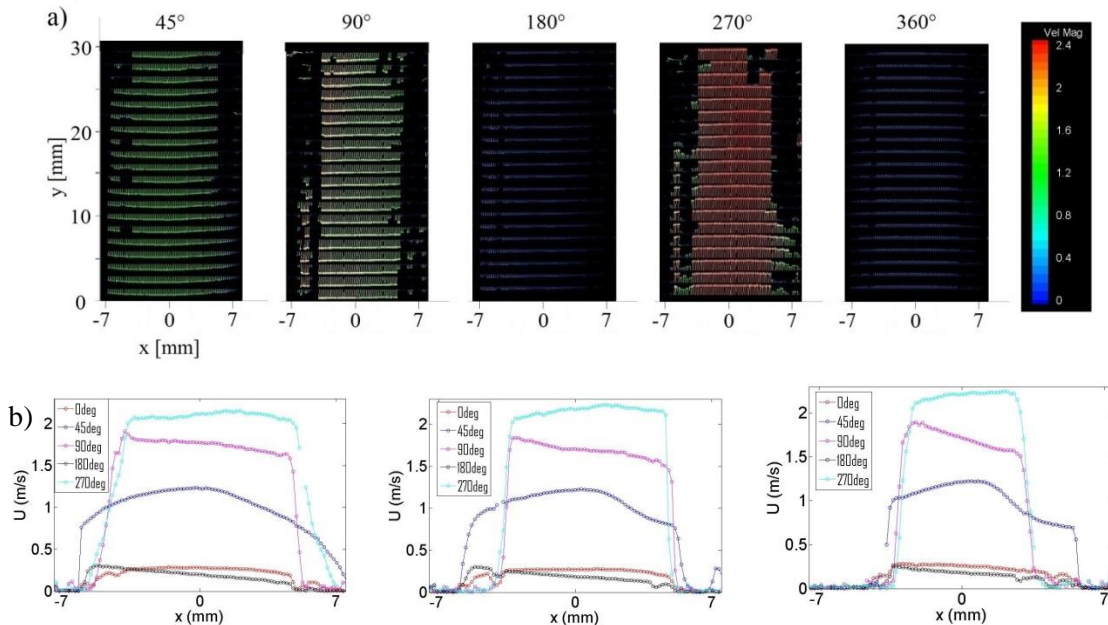 a)
45°
90°
180°
270°
360°
Vel Mag
30
20
10
0
y [mm]
2.4
2
1.6
1.2
0.8
0.4
0
-7 0 7
-7 0 7
-7 0 7
-7 0 7
-7 0 7
x [mm]
b)
0deg
45deg
90deg
180deg
270deg
2
1.5
1
0.5
0
U (m/s)
-7 0 7
x (mm)
0deg
45deg
90deg
180deg
270deg
2
1.5
1
0.5
0
U (m/s)
-7 0 7
x (mm)
0deg
45deg
90deg
180deg
270deg
2
1.5
1
0.5
0
U (m/s)
-7 0 7
x (mm)